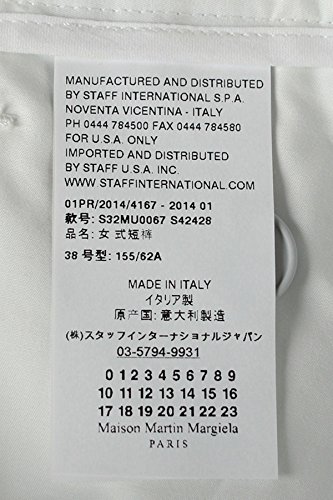 MANUFACTURED AND DISTRIBUTED
BY STAFF INTERNATIONAL S.P.A.
NOVENTA VICENTINA - ITALY
PH 0444 784500 FAX 0444 784580
FOR U.S.A. ONLY
IMPORTED AND DISTRIBUTED
BY STAFF U.S.A. INC.
WWW.STAFFINTERNATIONAL.COM
01PR/2014/4167 - 2014 01
款号: S32MU0067 S42428
品名: 女式短裤
38 号型: 155/62A
MADE IN ITALY
イタリア製
原产国: 意大利製造
(株)スタッフインターナショナルジャパン
03-5794-9931
0 1 2 3 4 5 6 7 8 9
10 11 12 13 14 15 16
17 18 19 20 21 22 23
Maison Martin Margiela
PARIS